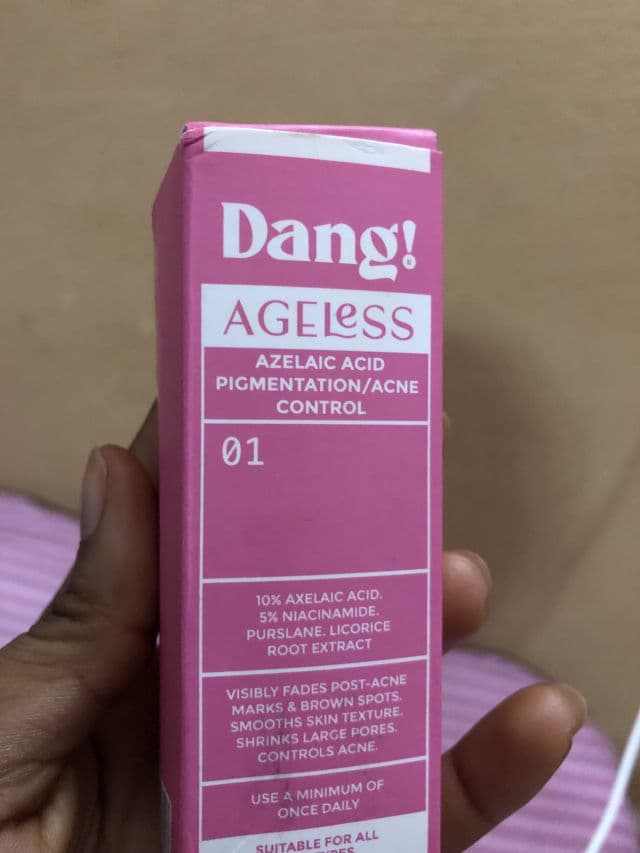 Dang!
AGELeSS
AZELAIC ACID
PIGMENTATION/ACNE
CONTROL
01
10% AXELAIC ACID.
5% NIACINAMIDE.
PURSLANE. LICORICE
ROOT EXTRACT
VISIBLY FADES POST-ACNE
MARKS & BROWN SPOTS.
SMOOTHS SKIN TEXTURE.
SHRINKS LARGE PORES.
CONTROLS ACNE.
USE A MINIMUM OF
ONCE DAILY
SUITABLE FOR ALL